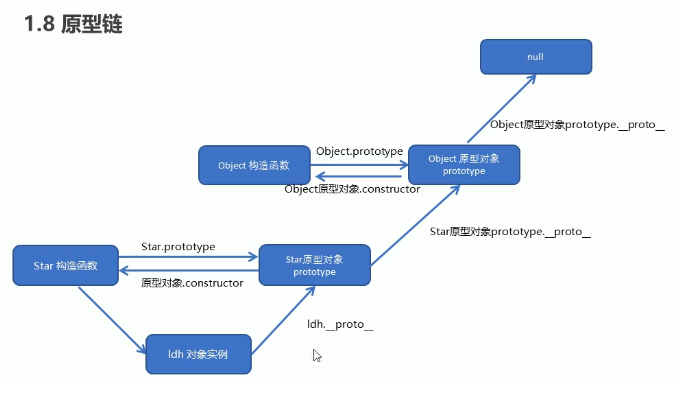 1.8 原型链
null
Object原型对象prototype.__proto__
Object 构造函数
Object.prototype
Object 原型对象
prototype
Object原型对象.constructor
Star原型对象prototype.__proto__
Star 构造函数
Star.prototype
Star原型对象
prototype
原型对象.constructor
ldh.__proto__
ldh 对象实例